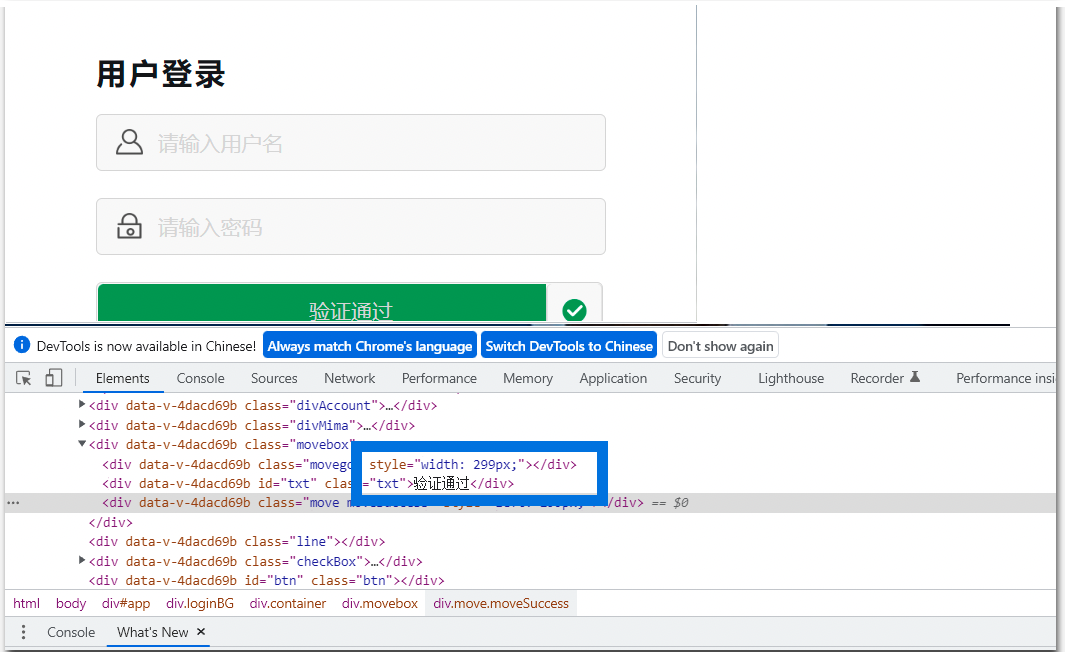 用户登录
请输入用户名
请输入密码
验证通过
DevTools is now available in Chinese! Always match Chrome's language Switch DevTools to Chinese Don't show again
Elements Console Sources Network Performance Memory Application Security Lighthouse Recorder Performance insi
<div data-v-4dacd69b class="divAccount">…</div>
<div data-v-4dacd69b class="divMima">…</div>
<div data-v-4dacd69b class="movebox"
<div data-v-4dacd69b class="movego style="width: 299px;"></div>
<div data-v-4dacd69b id="txt" class="txt">验证通过</div>
<div data-v-4dacd69b class="move /div> == $0
</div>
<div data-v-4dacd69b class="line"></div>
<div data-v-4dacd69b class="checkBox">…</div>
<div data-v-4dacd69b id="btn" class="btn"></div>
html body div#app div.loginBG div.container div.movebox div.move.moveSuccess
Console What's New ×